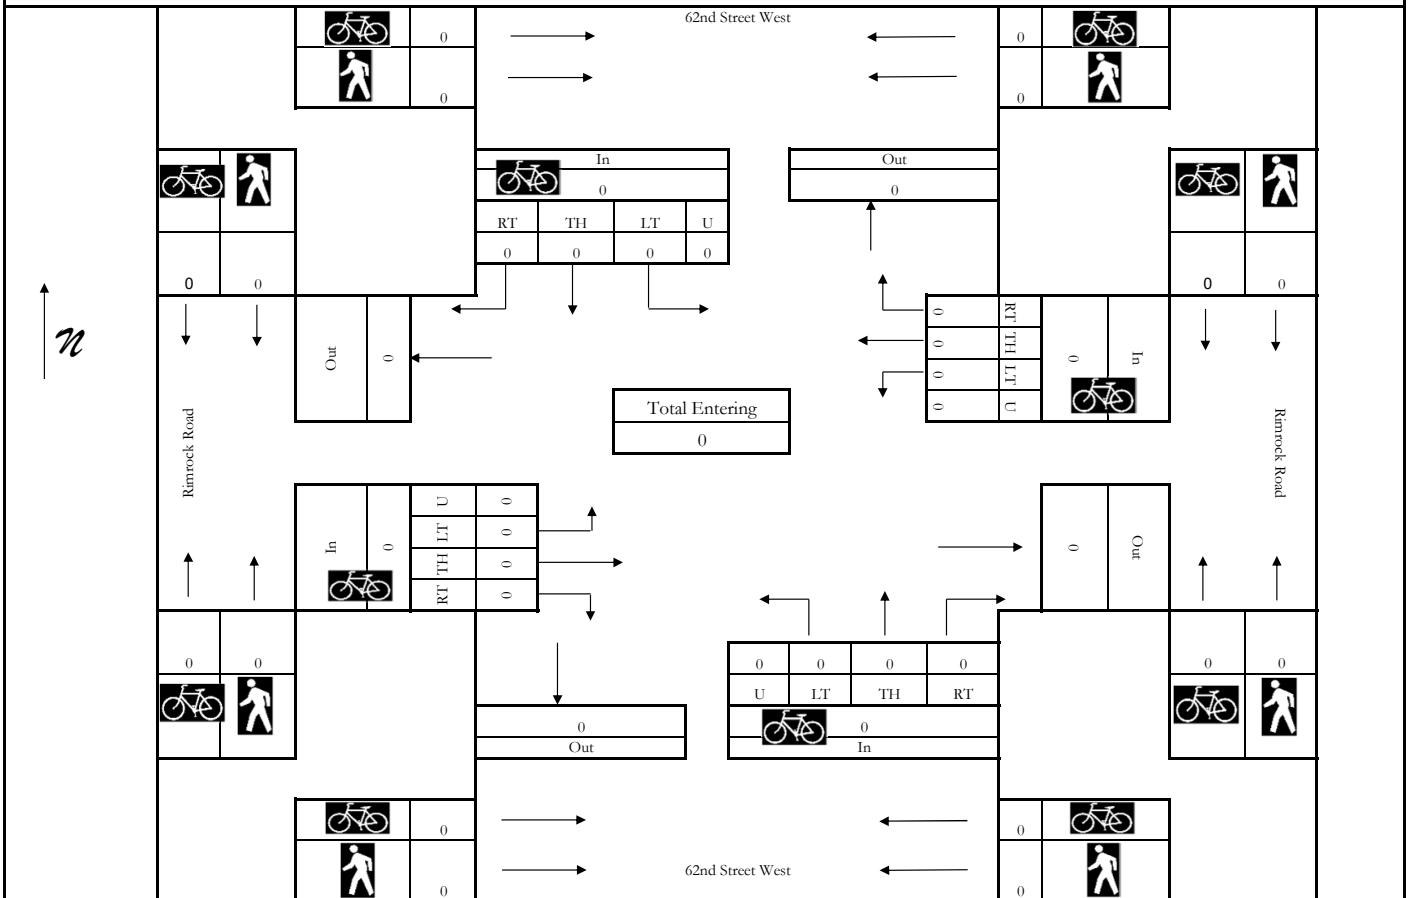 62nd Street West
0 0
0 0
In Out
0 0
RT TH LT U
0 0 0 0
0 0 0 0
Out 0
0 RT
0 TH
0 LT
0 U
0 In
N
Rimrock Road
Total Entering
0
Rimrock Road
In 0
U 0
LT 0
TH 0
RT 0
0 Out
0 0 0 0
0 0 0 0
U LT TH RT
0 0
Out In
0 0
62nd Street West
0 0